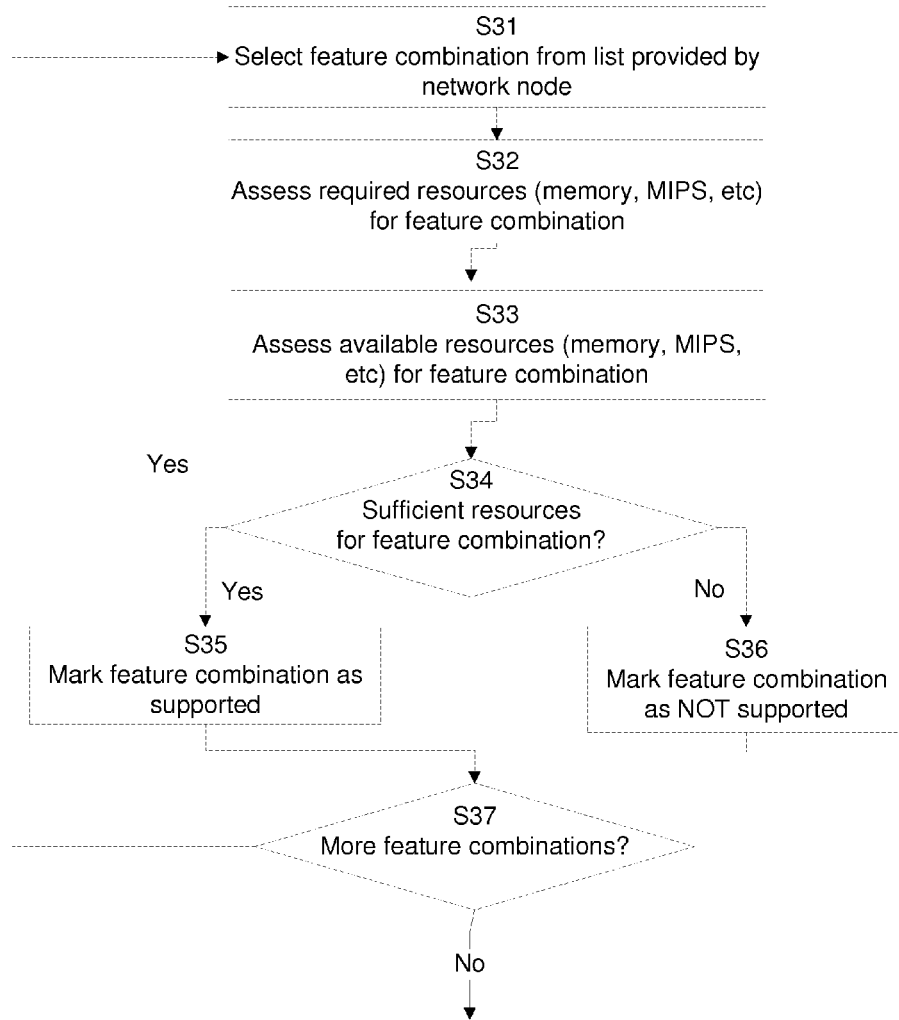 S31
Select feature combination from list provided by
network node
S32
Assess required resources (memory, MIPS, etc)
for feature combination
S33
Assess available resources (memory, MIPS,
etc) for feature combination
Yes
S34
Sufficient resources
for feature combination?
Yes
No
S35
Mark feature combination as
supported
S36
Mark feature combination
as NOT supported
S37
More feature combinations?
No